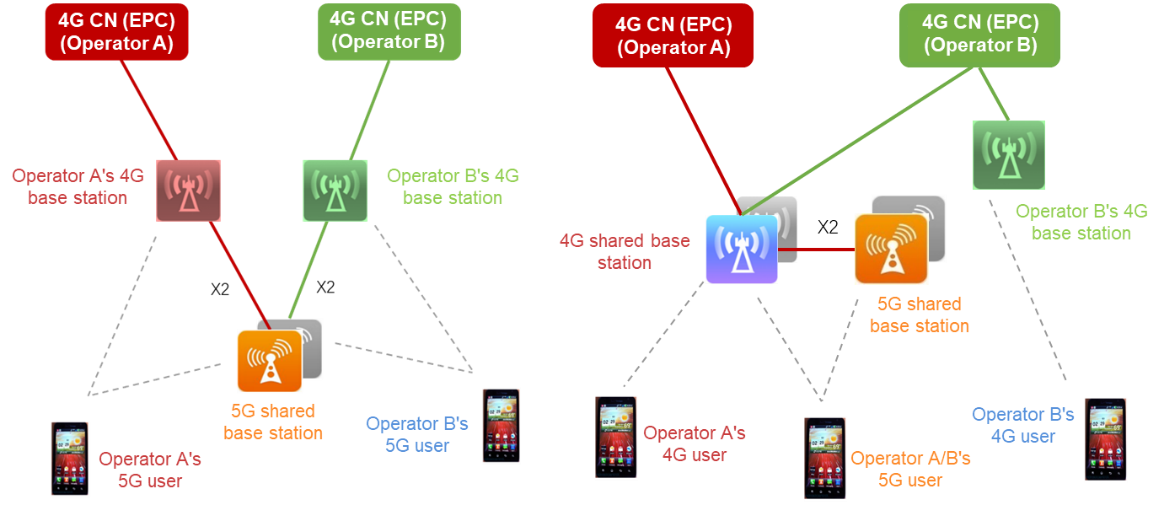 4G CN (EPC)
(Operator A)
4G CN (EPC)
(Operator B)
Operator A's 4G
base station
Operator B's 4G
base station
X2
X2
5G shared
base station
Operator A's
5G user
Operator B's
5G user
4G CN (EPC)
(Operator A)
4G CN (EPC)
(Operator B)
4G shared base
station
X2
5G shared
base station
Operator B's 4G
base station
Operator A's
4G user
Operator A/B's
5G user
Operator B's
4G user